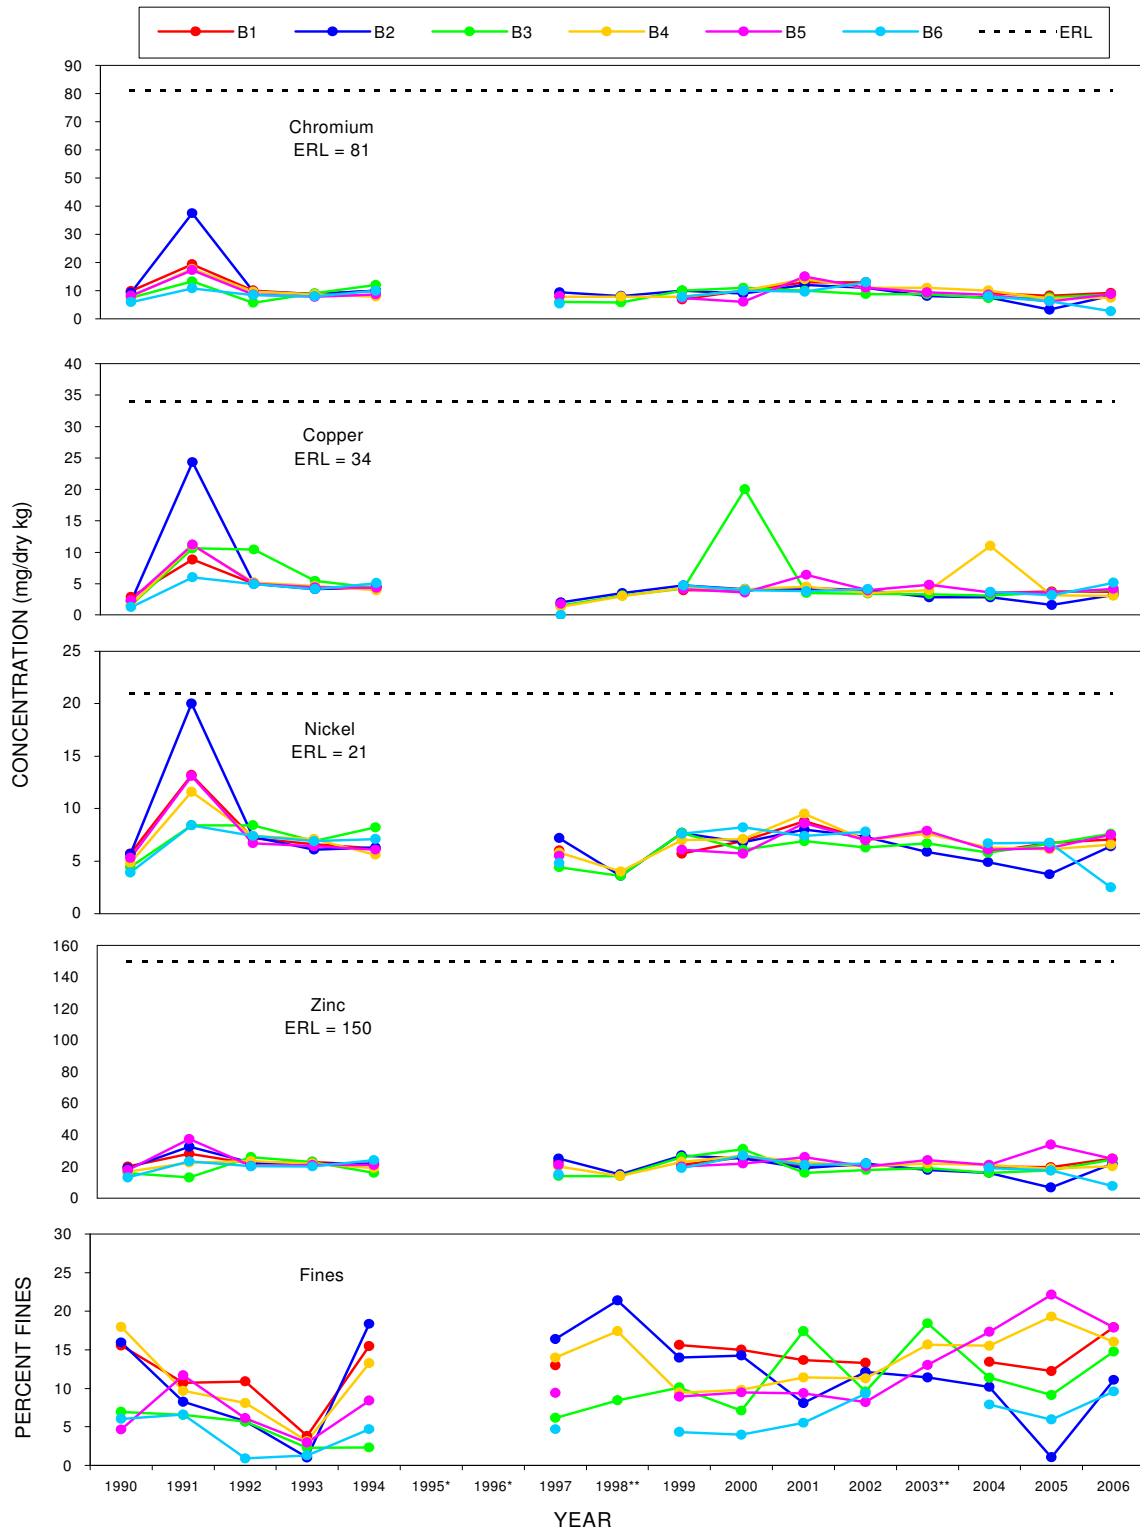 B1 B2 B3 B4 B5 B6 ERL
90
80
70
60
50
40
30
20
10
0
Chromium
ERL = 81
40
35
30
25
20
15
10
5
0
Copper
ERL = 34
CONCENTRATION (mg/dry kg)
25
20
15
10
5
0
Nickel
ERL = 21
160
140
120
100
80
60
40
20
0
Zinc
ERL = 150
PERCENT FINES
30
25
20
15
10
5
0
Fines
1990 1991 1992 1993 1994 1995* 1996* 1997 1998** 1999 2000 2001 2002 2003** 2004 2005 2006
YEAR